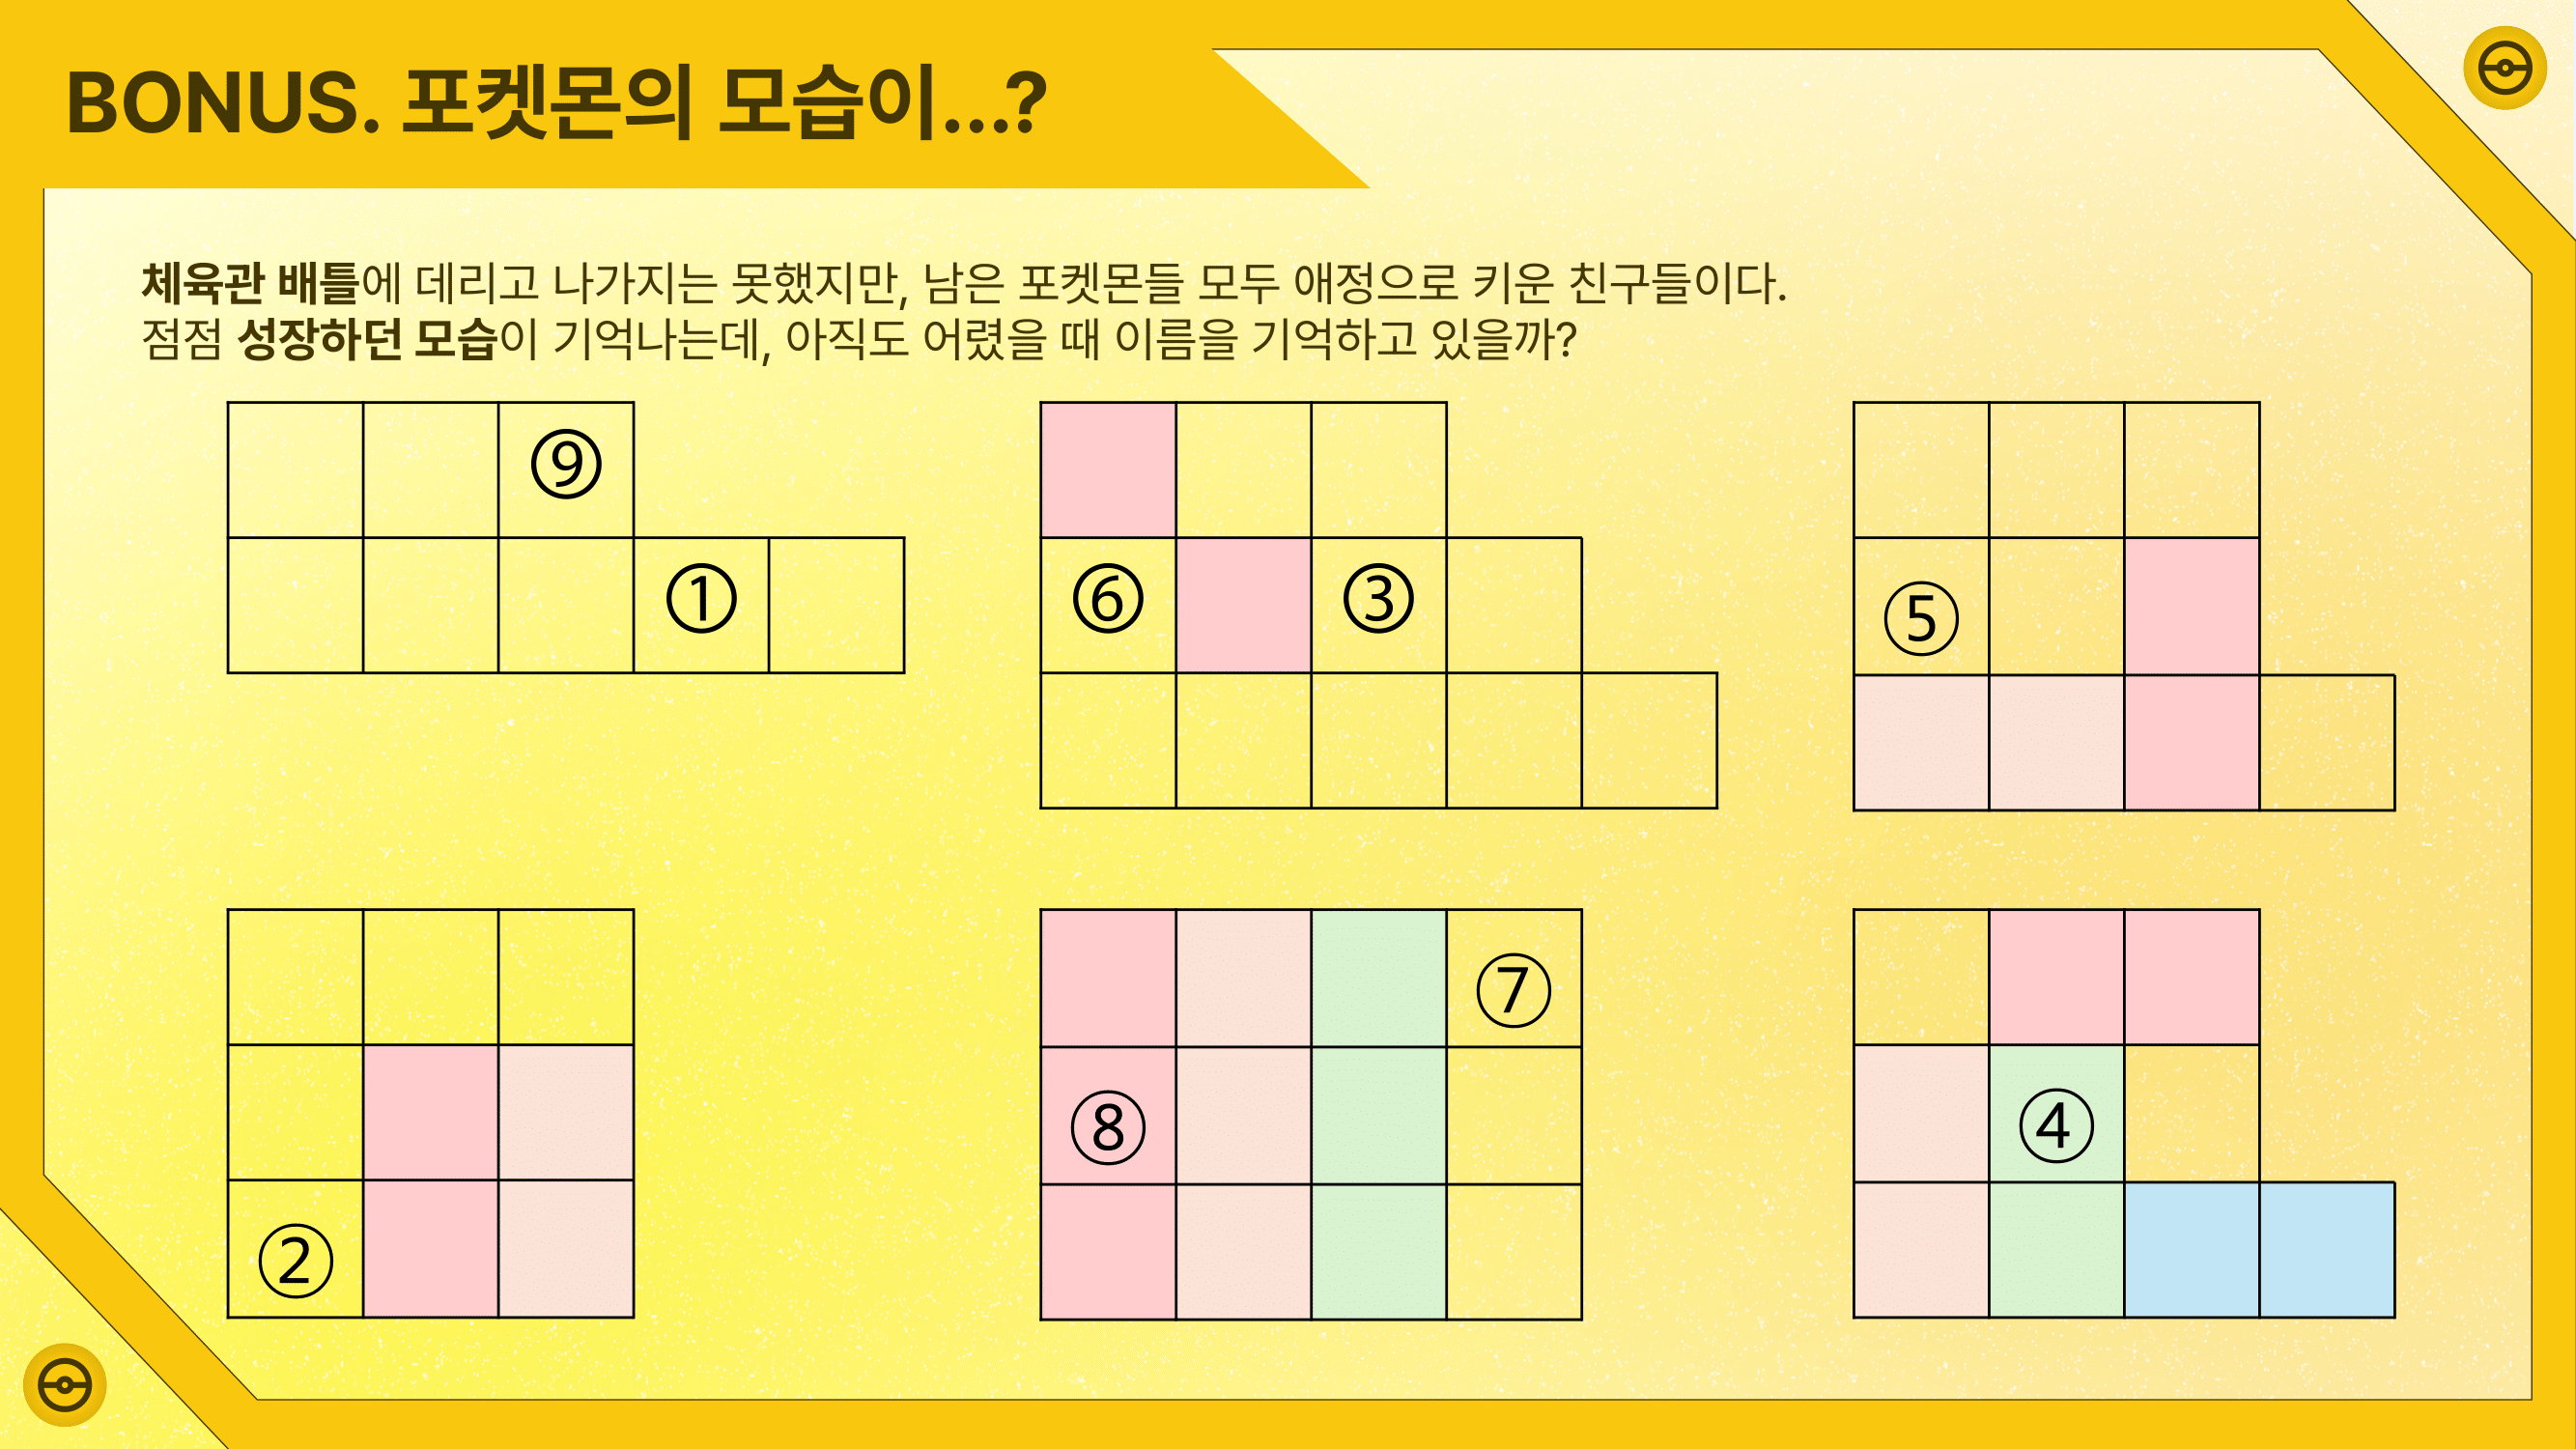 BONUS. 포켓몬의 모습이...?
체육관 배틀에 데리고 나가지는 못했지만, 남은 포켓몬들 모두 애정으로 키운 친구들이다.
점점 성장하던 모습이 기억나는데, 아직도 어렸을 때 이름을 기억하고 있을까?
⑨
①
⑥ ③
⑤
②
⑦
⑧
④